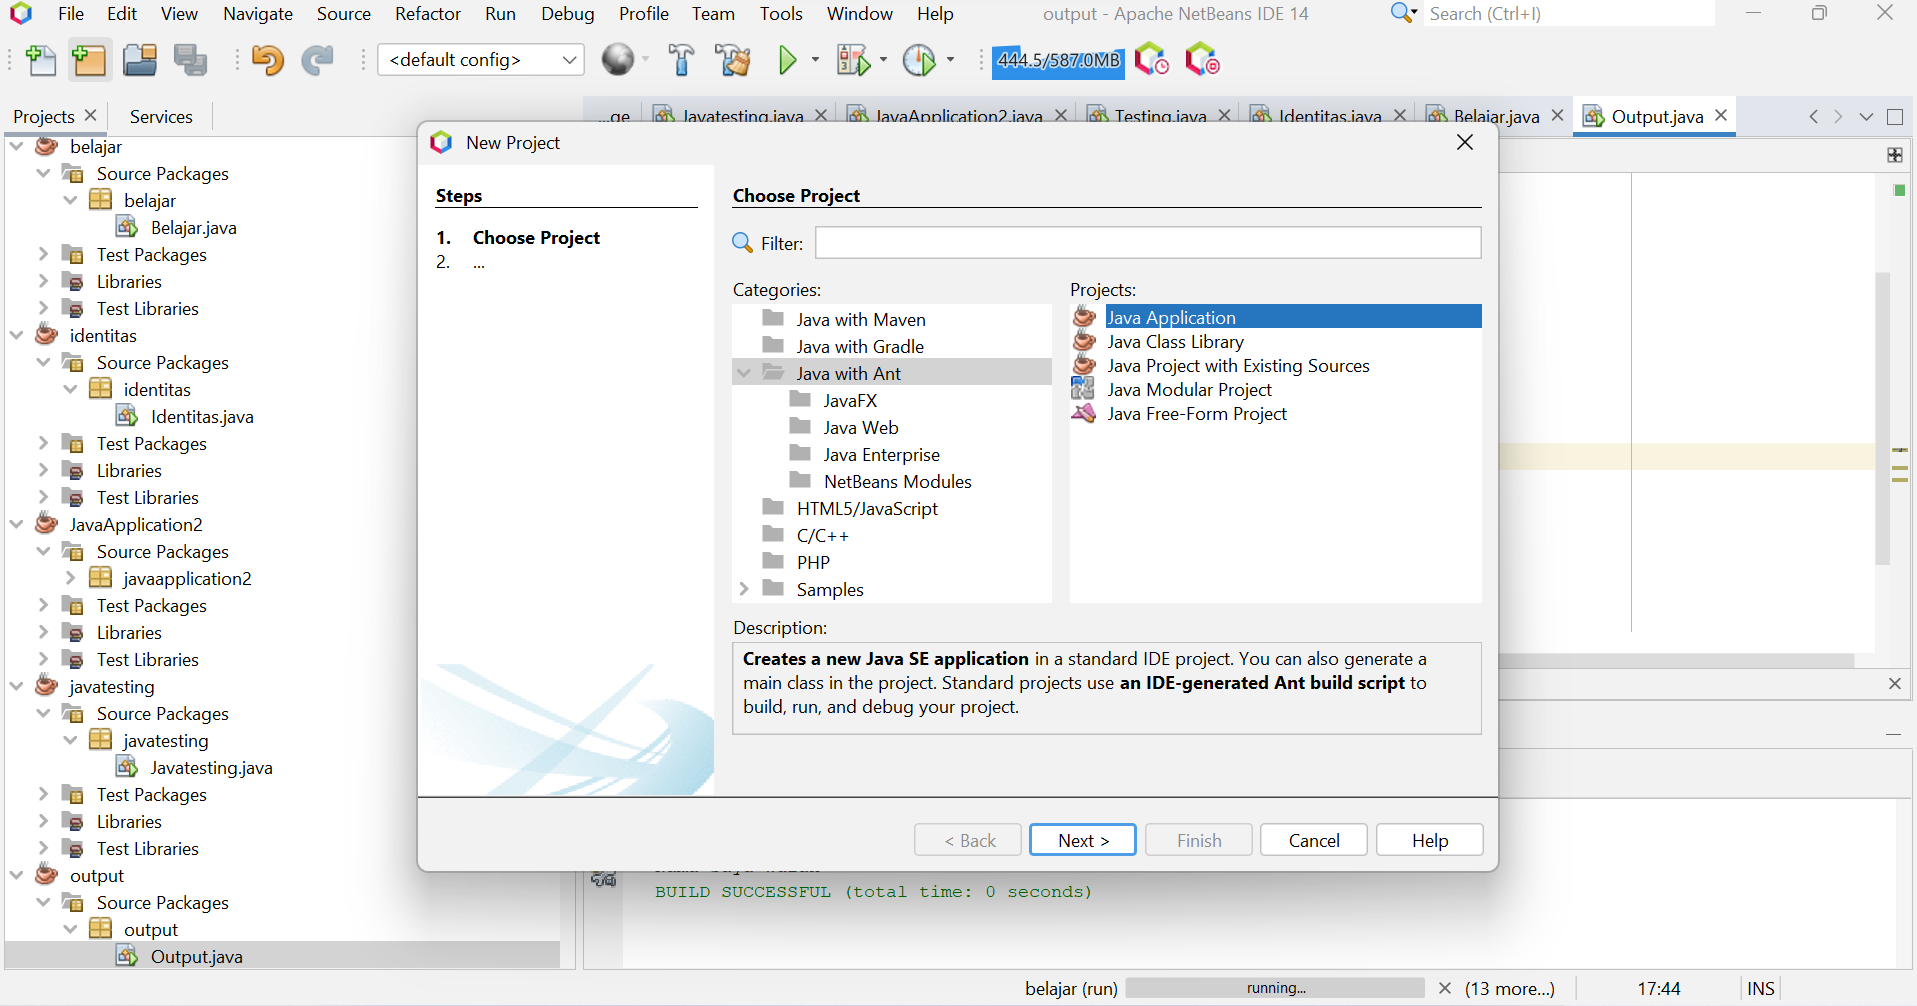 File Edit View Navigate Source Refactor Run Debug Profile Team Tools Window Help
output - Apache NetBeans IDE 14
Search (Ctrl+I)
<default config>
444.5/587.0MB
Projects
Services
...ge
Javatesting.java
JavaApplication2.java
Testing.java
Identitas.java
Belajar.java
Output.java
belajar
Source Packages
belajar
Belajar.java
Test Packages
Libraries
Test Libraries
identitas
Source Packages
identitas
Identitas.java
Test Packages
Libraries
Test Libraries
JavaApplication2
Source Packages
javaapplication2
Test Packages
Libraries
Test Libraries
javatesting
Source Packages
javatesting
Javatesting.java
Test Packages
Libraries
Test Libraries
output
Source Packages
output
Output.java
New Project
Steps
1. Choose Project
2. ...
Choose Project
Filter:
Categories:
Java with Maven
Java with Gradle
Java with Ant
JavaFX
Java Web
Java Enterprise
NetBeans Modules
HTML5/JavaScript
C/C++
PHP
Samples
Projects:
Java Application
Java Class Library
Java Project with Existing Sources
Java Modular Project
Java Free-Form Project
Description:
Creates a new Java SE application in a standard IDE project. You can also generate a
main class in the project. Standard projects use an IDE-generated Ant build script to
build, run, and debug your project.
< Back
Next >
Finish
Cancel
Help
BUILD SUCCESSFUL (total time: 0 seconds)
belajar (run)
running...
(13 more...)
17:44
INS